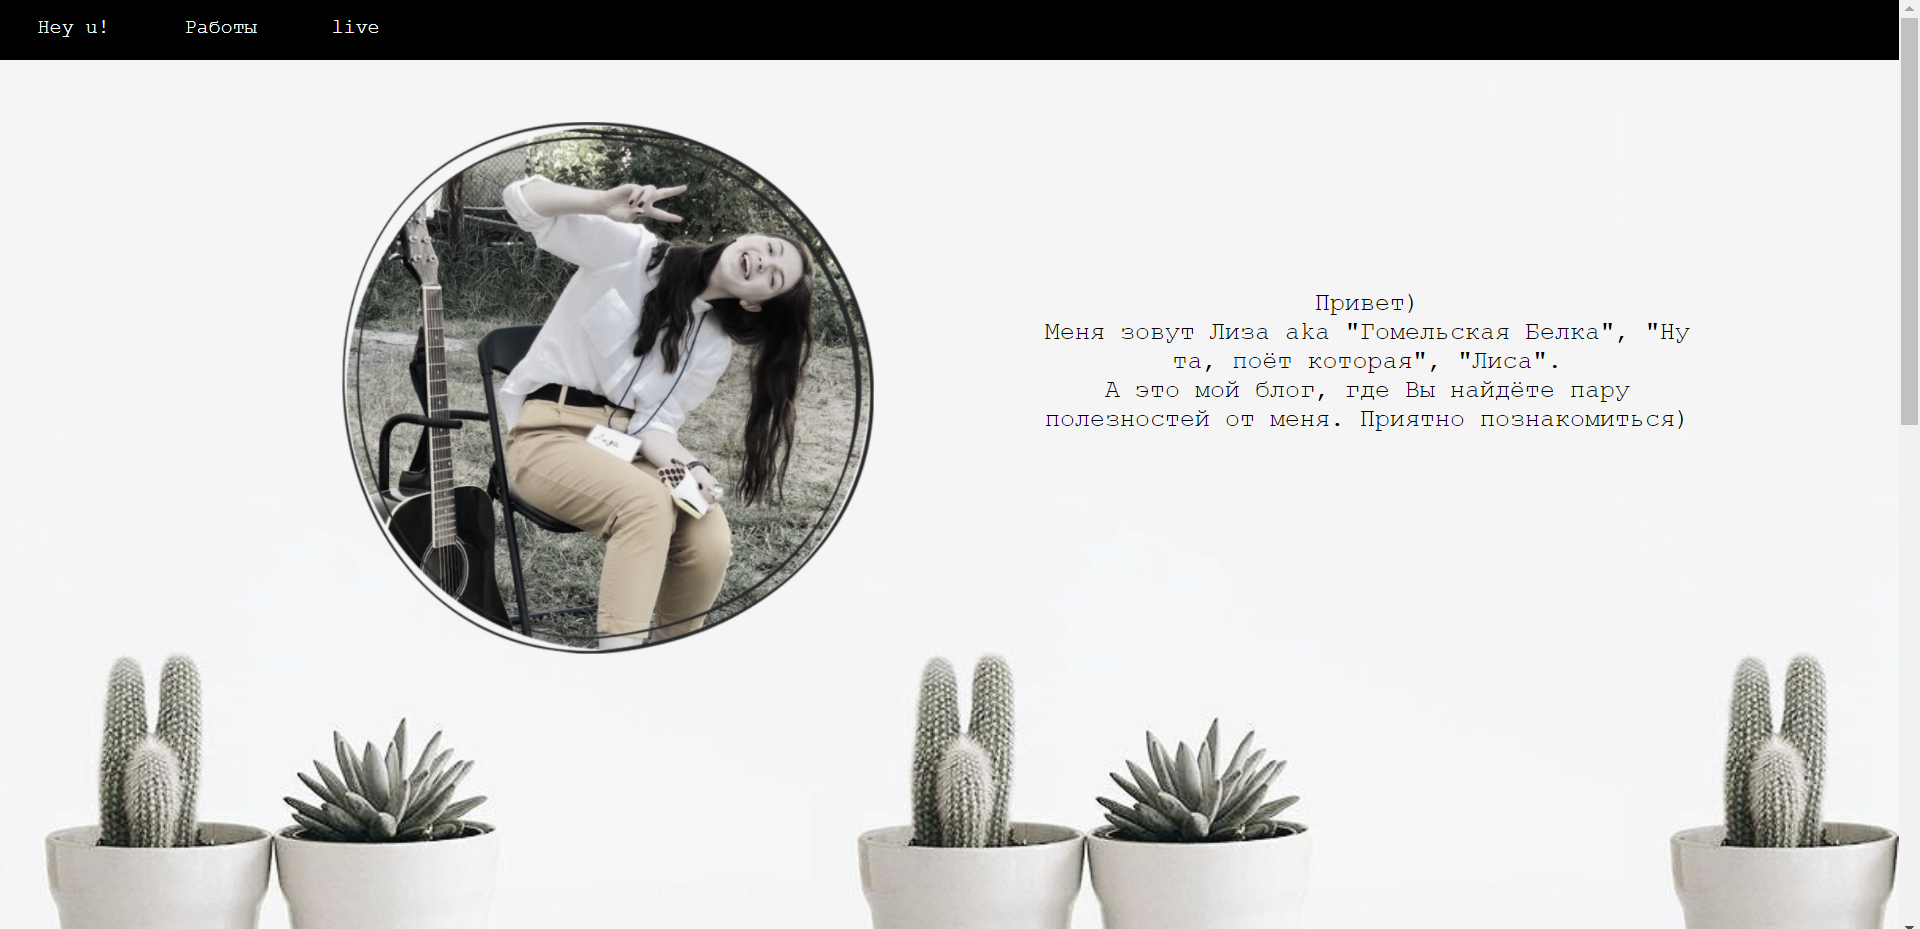 Hey u! Работы live
Привет)
Меня зовут Лиза aka "Гомельская Белка", "Ну
та, поёт которая", "Лиса".
А это мой блог, где Вы найдёте пару
полезностей от меня. Приятно познакомиться)
Лиза